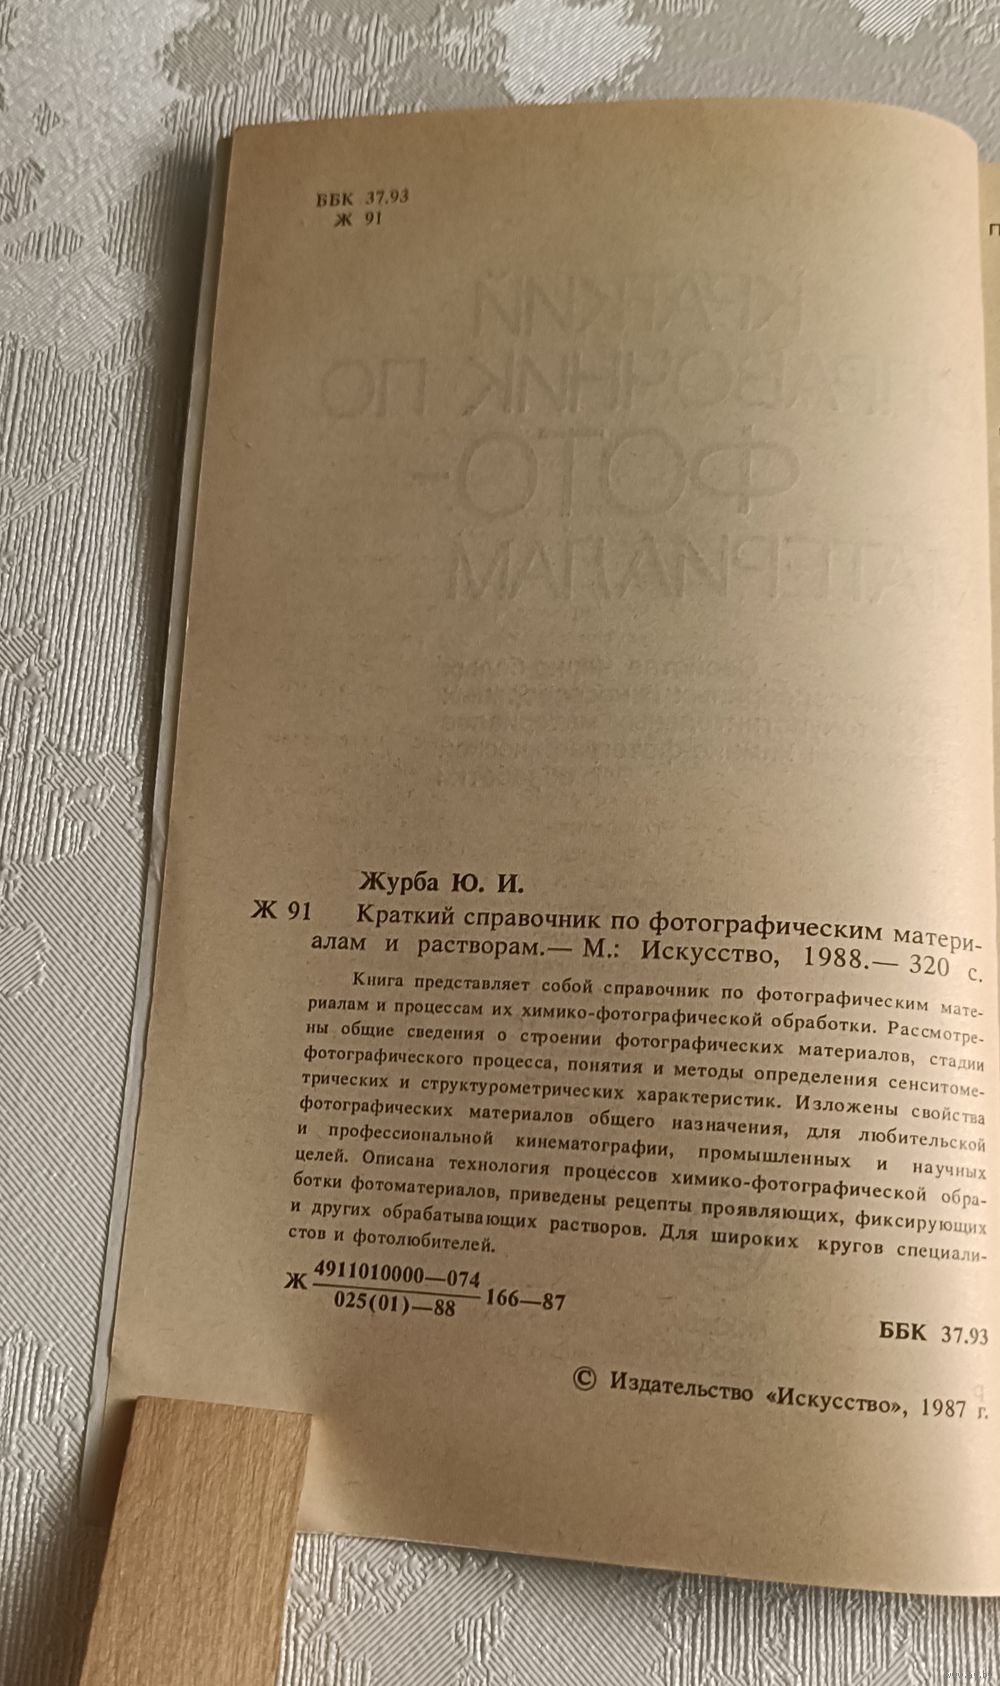 ББК 37.93
Ж 91
КРАТКИЙ
ПО
ФОТО-
Журба Ю. И.
Ж 91 Краткий справочник по фотографическим матери-
алам и растворам.— М.: Искусство, 1988.— 320 с.
Книга представляет собой справочник по фотографическим мате-
риалам и процессам их химико-фотографической обработки. Рассмотре-
ны общие сведения о строении фотографических материалов, стадии
фотографического процесса, понятия и методы определения сенситоме-
трических и структурометрических характеристик. Изложены свойства
фотографических материалов общего назначения, для любительской
и профессиональной кинематографии, промышленных и научных
целей. Описана технология процессов химико-фотографической обра-
ботки фотоматериалов, приведены рецепты проявляющих, фиксирующих
и других обрабатывающих растворов. Для широких кругов специали-
стов и фотолюбителей.
Ж 4911010000—074 166—87
025(01)—88
ББК 37.93
© Издательство «Искусство», 1987 г.